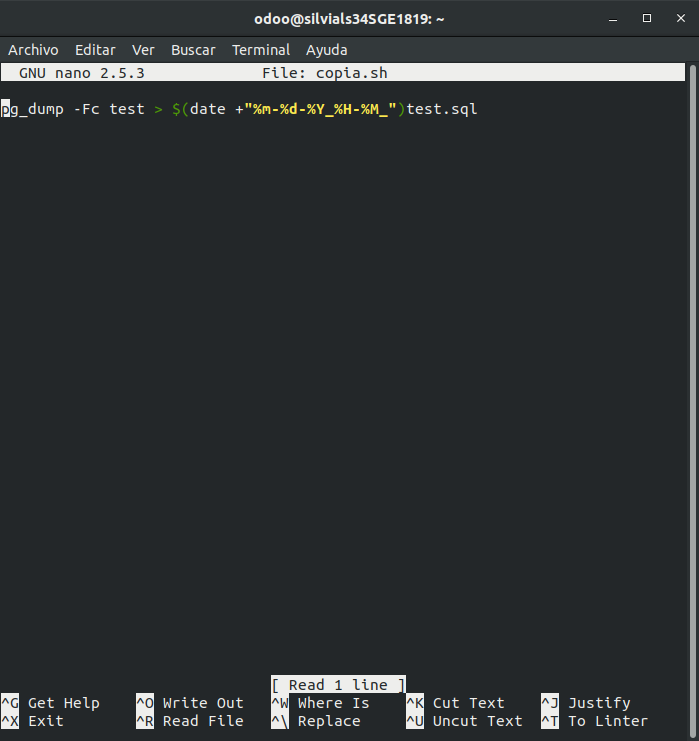 odoo@silvials34SGE1819: ~
Archivo Editar Ver Buscar Terminal Ayuda
GNU nano 2.5.3 File: copia.sh
pg_dump -Fc test > $(date +"%m-%d-%Y_%H-%M_")test.sql
[ Read 1 line ]
^G Get Help ^O Write Out ^W Where Is ^K Cut Text ^J Justify
^X Exit ^R Read File ^\ Replace ^U Uncut Text ^T To Linter